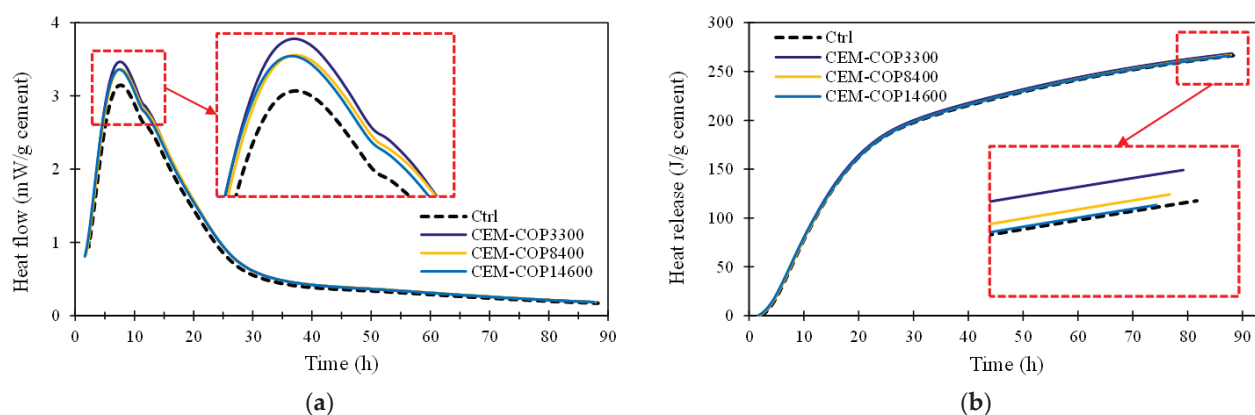 4
3
2
1
0
Heat flow (mW/g cement)
0 10 20 30 40 50 60 70 80 90
Time (h)
Ctrl
CEM-COP3300
CEM-COP8400
CEM-COP14600
(a)
300
250
200
150
100
50
0
Heat release (J/g cement)
0 10 20 30 40 50 60 70 80 90
Time (h)
Ctrl
CEM-COP3300
CEM-COP8400
CEM-COP14600
(b)